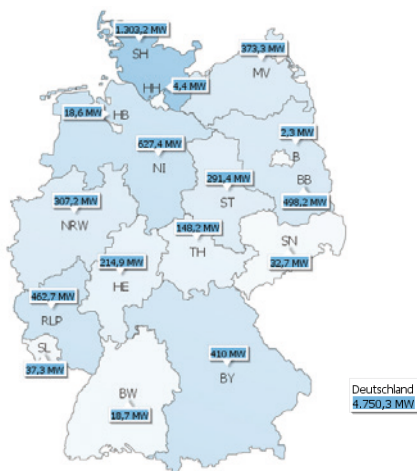 1.303,2 MW
SH
373,3 MW
MV
HH
4,4 MW
18,6 MW
HB
2,3 MW
B
627,4 MW
NI
291,4 MW
ST
BB
498,2 MW
307,2 MW
NRW
148,2 MW
TH
SN
32,7 MW
214,9 MW
HE
462,7 MW
RLP
SL
37,3 MW
410 MW
BY
BW
18,7 MW
Deutschland
4.750,3 MW